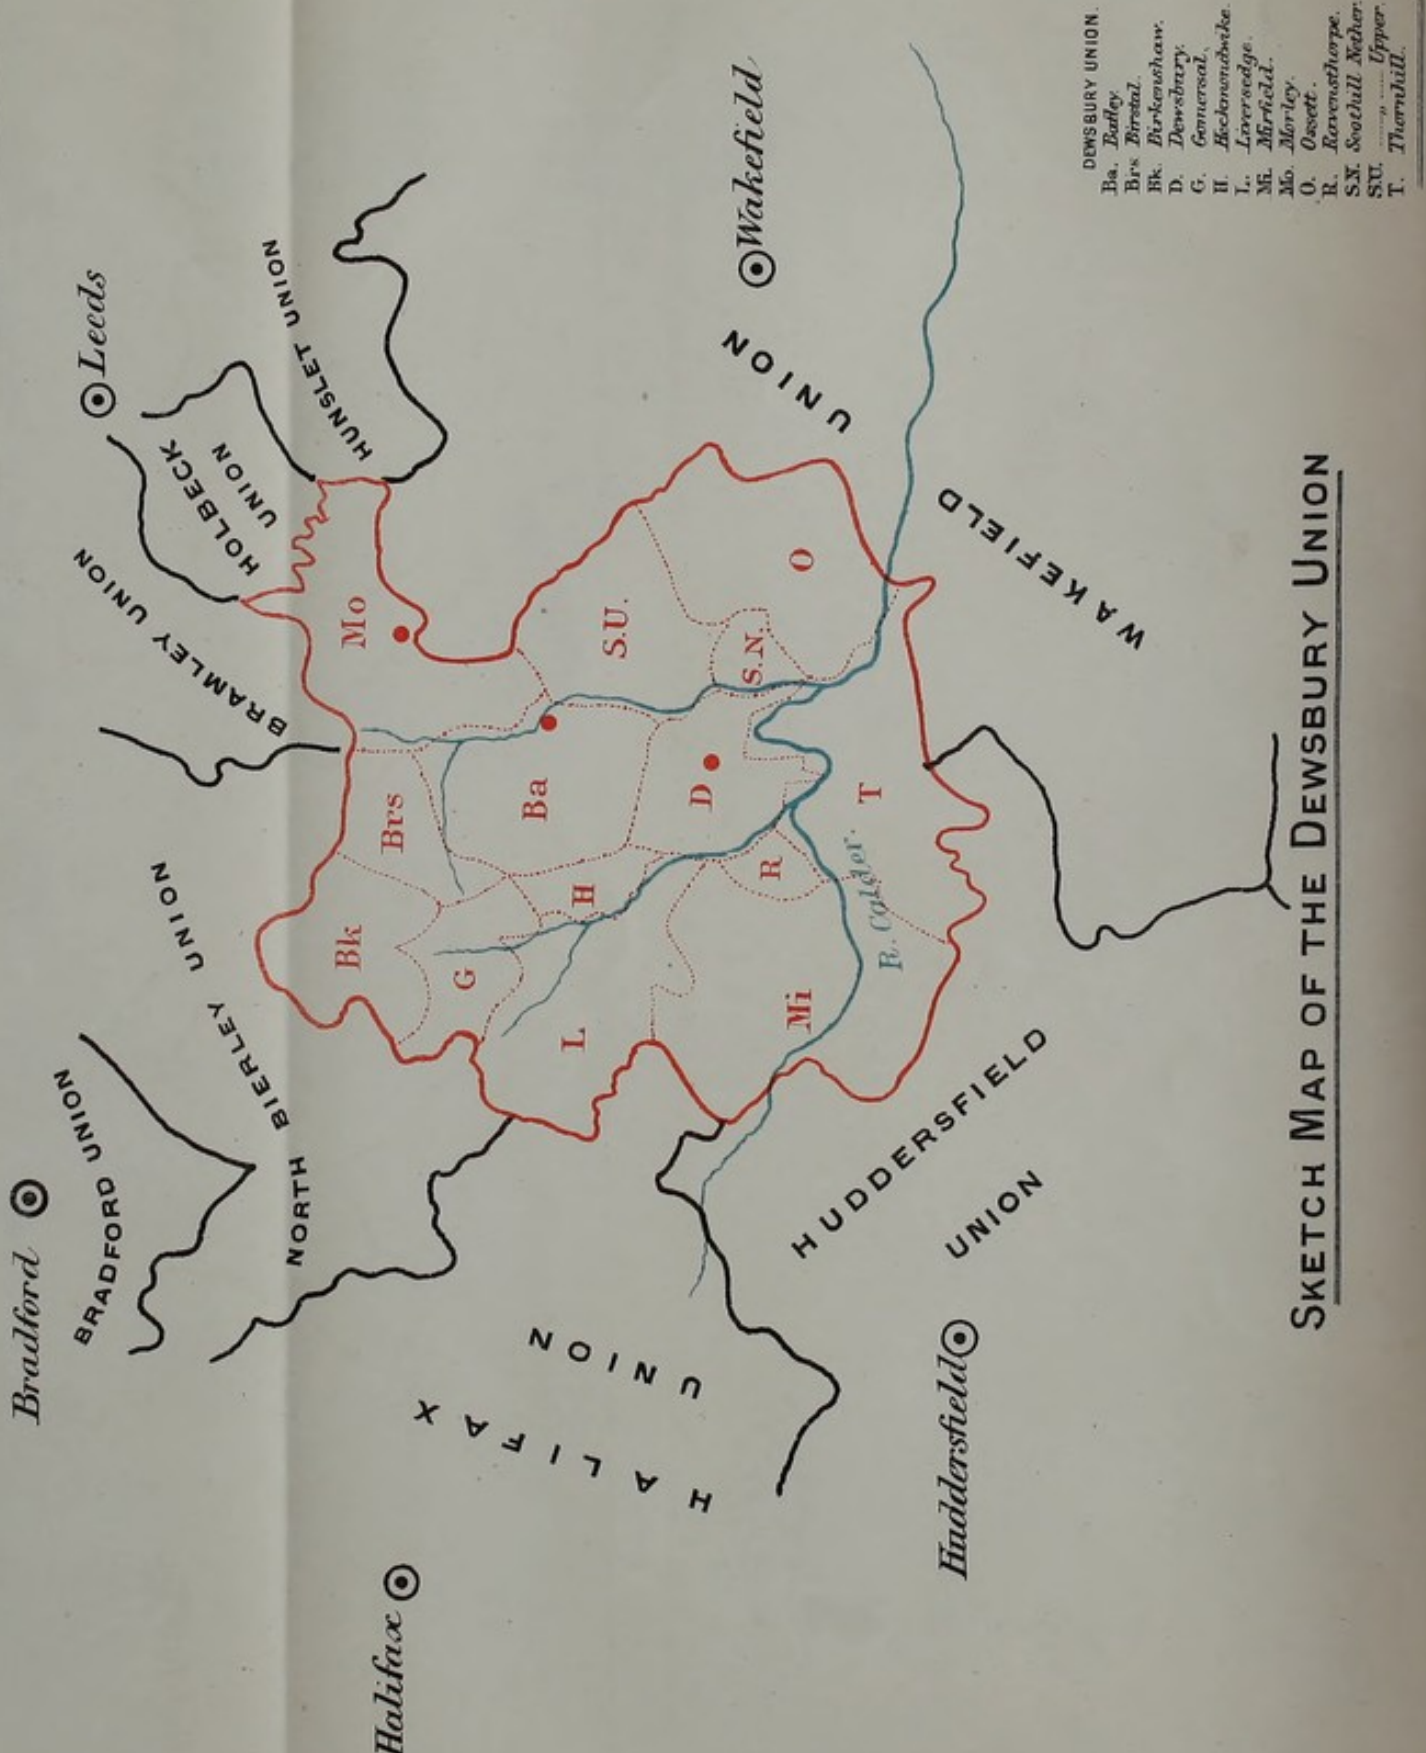 SKETCH MAP OF THE DEWSBURY UNION
Halifax
Bradford
Leeds
Wakefield
Huddersfield
BRADFORD UNION
NORTH BIERLEY UNION
BRAMLEY UNION
HOLBECK
UNION
HUNSLET UNION
HALIFAX
UNION
HUDDERSFIELD
UNION
WAKEFIELD
UNION
Bk
Brs
Mo
G
L
H
Ba
S.U.
Mi
R
D
S.N.
O
T
R. Calder.
DEWSBURY UNION.
Ba. Batley.
Brs Birstal.
Bk. Birkenshaw.
D. Dewsbury.
G. Gomersal.
H. Heckmondwike.
L. Liversedge.
Mi. Mirfield.
Mo. Morley.
O. Ossett.
R. Ravensthorpe.
S.N. Soothill Nether.
S.U. ....,, ...... Upper.
T. Thornhill.